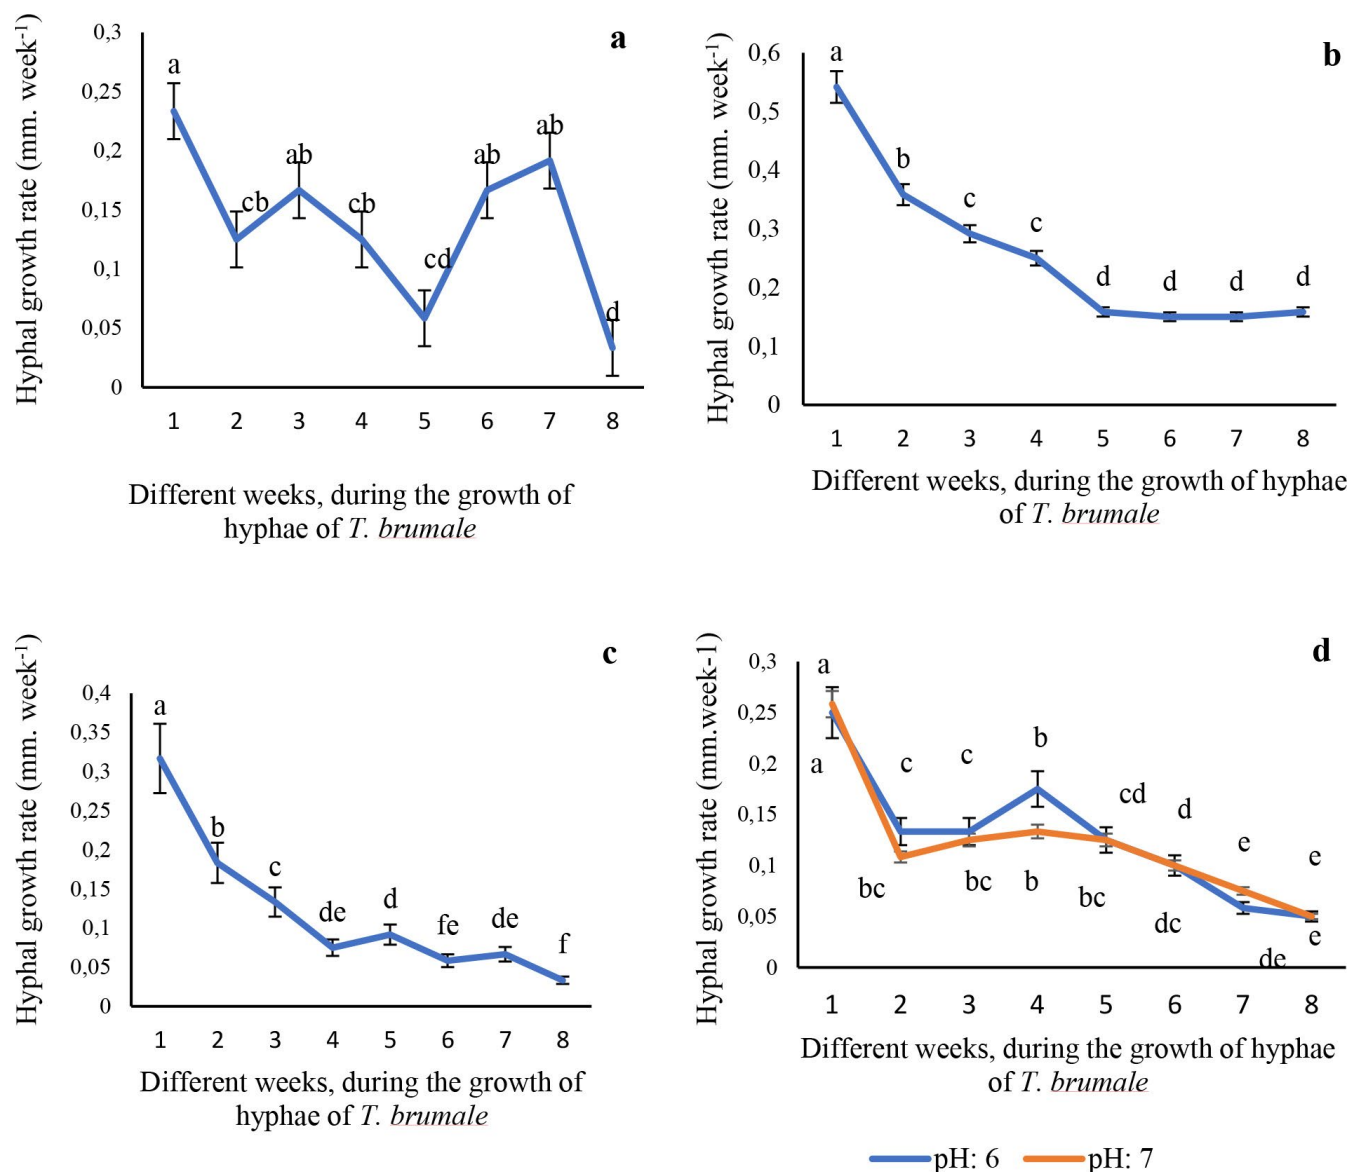 a
Hyphal growth rate (mm. week-1)
0,3
0,25
0,2
0,15
0,1
0,05
0
a
cb
ab
cb
cd
ab
ab
d
1 2 3 4 5 6 7 8
Different weeks, during the growth of
hyphae of T. brumale
b
Hyphal growth rate (mm. week-1)
0,6
0,5
0,4
0,3
0,2
0,1
0
a
b
c
c
d
d
d
d
1 2 3 4 5 6 7 8
Different weeks, during the growth of hyphae
of T. brumale
c
Hyphal growth rate (mm. week-1)
0,4
0,35
0,3
0,25
0,2
0,15
0,1
0,05
0
a
b
c
de
d
fe
de
f
1 2 3 4 5 6 7 8
Different weeks, during the growth of
hyphae of T. brumale
d
Hyphal growth rate (mm.week-1)
0,3
0,25
0,2
0,15
0,1
0,05
0
a
c
c
b
cd
d
e
e
a
bc
bc
b
bc
dc
de
e
1 2 3 4 5 6 7 8
Different weeks, during the growth of hyphae
of T. brumale
pH: 6 pH: 7